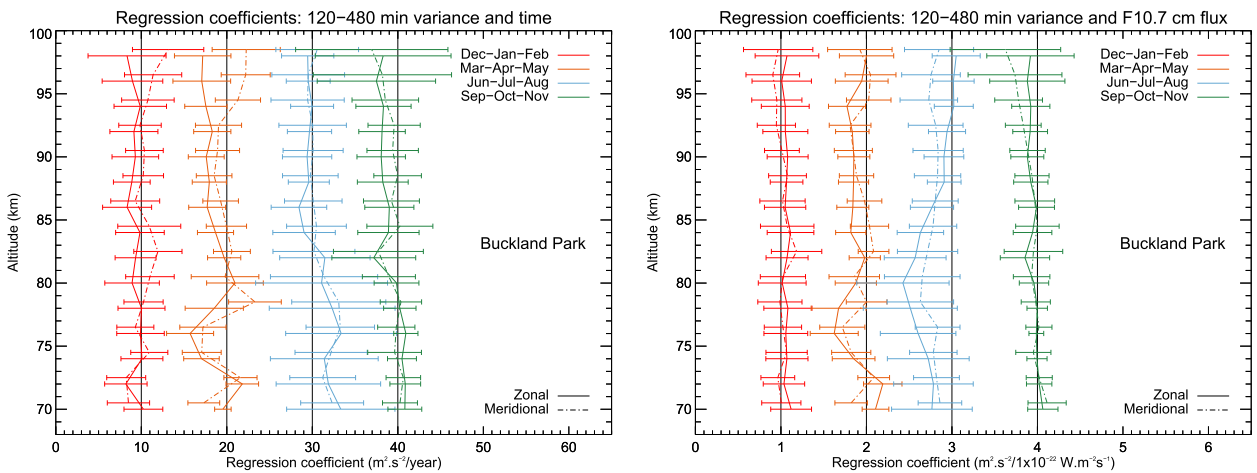 Regression coefficients: 120−480 min variance and time
100
95
90
85
80
75
70
Altitude (km)
Dec−Jan−Feb
Mar−Apr−May
Jun−Jul−Aug
Sep−Oct−Nov
Buckland Park
Zonal
Meridional
0 10 20 30 40 50 60
Regression coefficient (m².s⁻²/year)
Regression coefficients: 120−480 min variance and F10.7 cm flux
100
95
90
85
80
75
70
Altitude (km)
Dec−Jan−Feb
Mar−Apr−May
Jun−Jul−Aug
Sep−Oct−Nov
Buckland Park
Zonal
Meridional
0 1 2 3 4 5 6 6.5
Regression coefficient (m².s⁻²/1x10⁻²² W.m⁻²s⁻¹)